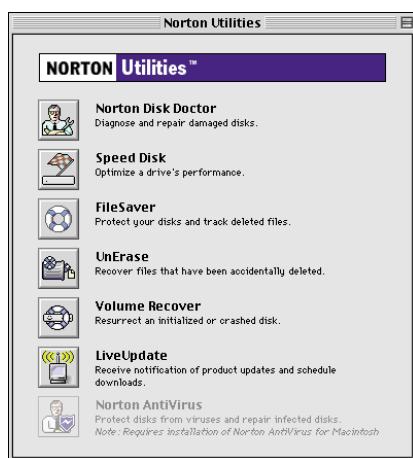 Norton Utilities
NORTON Utilities™
Norton Disk Doctor
Diagnose and repair damaged disks.
Speed Disk
Optimize a drive's performance.
FileSaver
Protect your disks and track deleted files.
UnErase
Recover files that have been accidentally deleted.
Volume Recover
Resurrect an initialized or crashed disk.
LiveUpdate
Receive notification of product updates and schedule
downloads.
Norton AntiVirus
Protect disks from viruses and repair infected disks.
Note: Requires installation of Norton AntiVirus for Macintosh